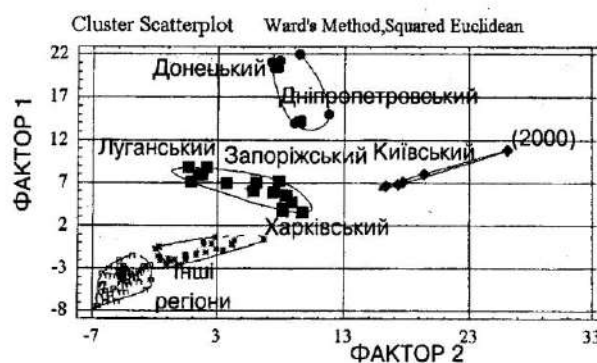 Cluster Scatterplot Ward's Method,Squared Euclidean
ФАКТОР 1
22
17
12
7
2
-3
-8
Донецький
Дніпропетровський
Луганський
Запоріжський
Київський
(2000)
Харківський
Інші
регіони
-7
3
13
23
33
ФАКТОР 2